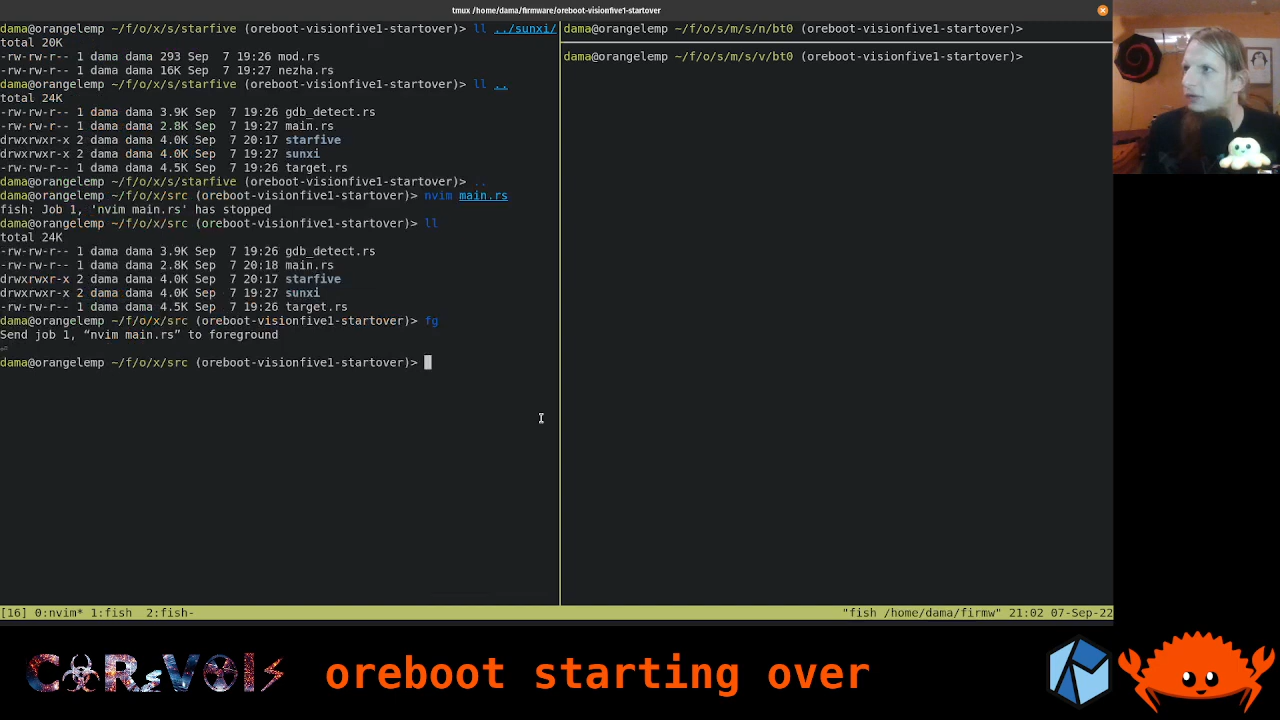 tmux /home/dama/firmware/oreboot-visionfive1-startover
dama@orangelemp ~/f/o/x/s/starfive (oreboot-visionfive1-startover)> ll ../sunxi/
total 20K
-rw-rw-r-- 1 dama dama 293 Sep  7 19:26 mod.rs
-rw-rw-r-- 1 dama dama 16K Sep  7 19:27 nezha.rs
dama@orangelemp ~/f/o/x/s/starfive (oreboot-visionfive1-startover)> ll ..
total 24K
-rw-rw-r-- 1 dama dama 3.9K Sep  7 19:26 gdb_detect.rs
-rw-rw-r-- 1 dama dama 2.8K Sep  7 19:27 main.rs
drwxrwxr-x 2 dama dama 4.0K Sep  7 20:17 starfive
drwxrwxr-x 2 dama dama 4.0K Sep  7 19:27 sunxi
-rw-rw-r-- 1 dama dama 4.5K Sep  7 19:26 target.rs
dama@orangelemp ~/f/o/x/s/starfive (oreboot-visionfive1-startover)> ..
dama@orangelemp ~/f/o/x/src (oreboot-visionfive1-startover)> nvim main.rs
fish: Job 1, 'nvim main.rs' has stopped
dama@orangelemp ~/f/o/x/src (oreboot-visionfive1-startover)> ll
total 24K
-rw-rw-r-- 1 dama dama 3.9K Sep  7 19:26 gdb_detect.rs
-rw-rw-r-- 1 dama dama 2.8K Sep  7 20:18 main.rs
drwxrwxr-x 2 dama dama 4.0K Sep  7 20:17 starfive
drwxrwxr-x 2 dama dama 4.0K Sep  7 19:27 sunxi
-rw-rw-r-- 1 dama dama 4.5K Sep  7 19:26 target.rs
dama@orangelemp ~/f/o/x/src (oreboot-visionfive1-startover)> fg
Send job 1, “nvim main.rs” to foreground
⏎
dama@orangelemp ~/f/o/x/src (oreboot-visionfive1-startover)>
dama@orangelemp ~/f/o/s/m/s/n/bt0 (oreboot-visionfive1-startover)>
dama@orangelemp ~/f/o/s/m/s/v/bt0 (oreboot-visionfive1-startover)>
[16] 0:nvim* 1:fish  2:fish-
"fish /home/dama/firmw" 21:02 07-Sep-22
oreboot starting over